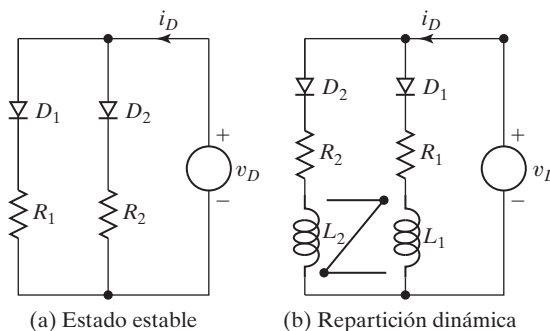 i_D
i_D
D_1
D_2
+
v_D
−
R_1
R_2
D_2
D_1
R_2
R_1
+
v_D
−
L_2
L_1
(a) Estado estable
(b) Repartición dinámica